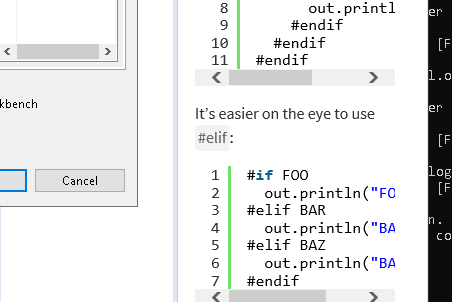 kbench
Cancel
8 out.printl
9 #endif
10 #endif
11 #endif
It's easier on the eye to use
#elif:
1 #if FOO
2 out.println("FO
3 #elif BAR
4 out.println("BA
5 #elif BAZ
6 out.println("BA
7 #endif
er
[F
l.o
er
[F
log
[F
n.
co